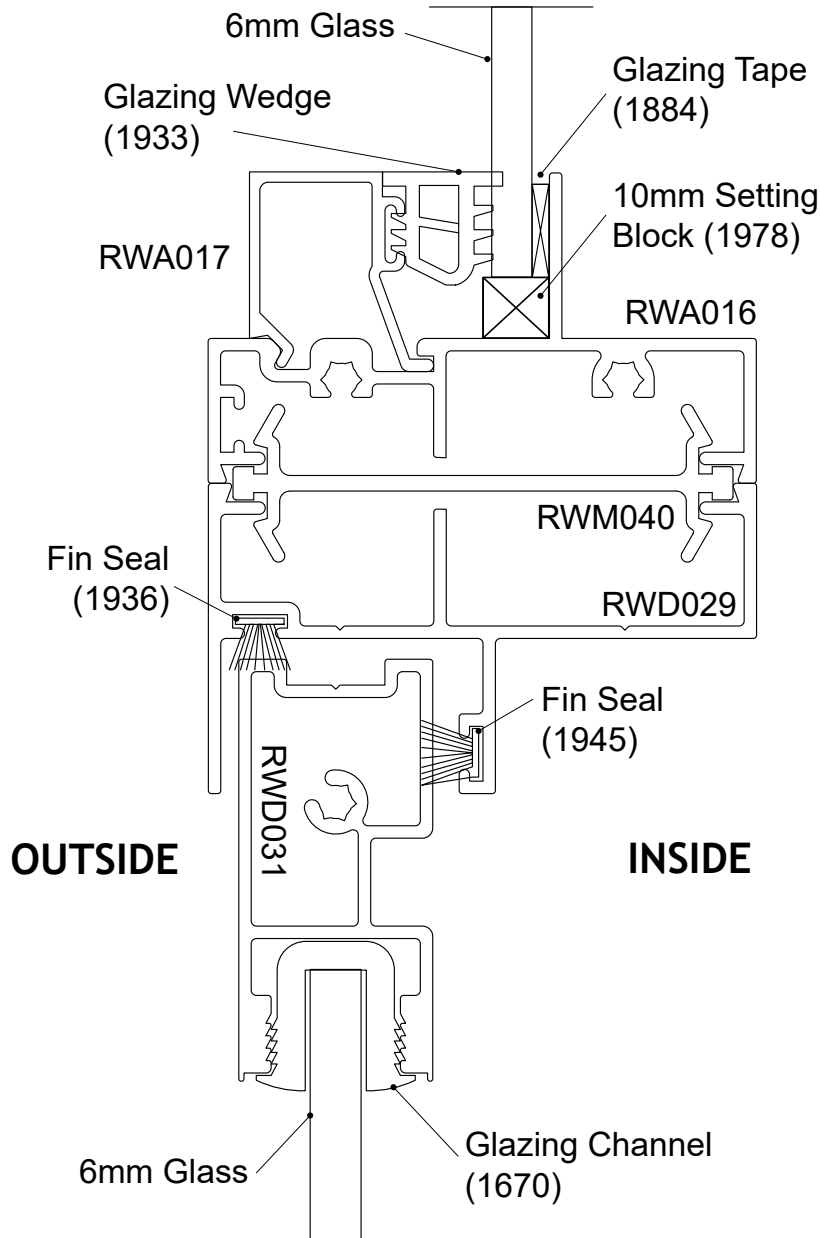 6mm Glass
Glazing Tape
(1884)
Glazing Wedge
(1933)
10mm Setting
Block (1978)
RWA017
RWA016
RWM040
Fin Seal
(1936)
RWD029
Fin Seal
(1945)
RWD031
OUTSIDE
INSIDE
Glazing Channel
(1670)
6mm Glass